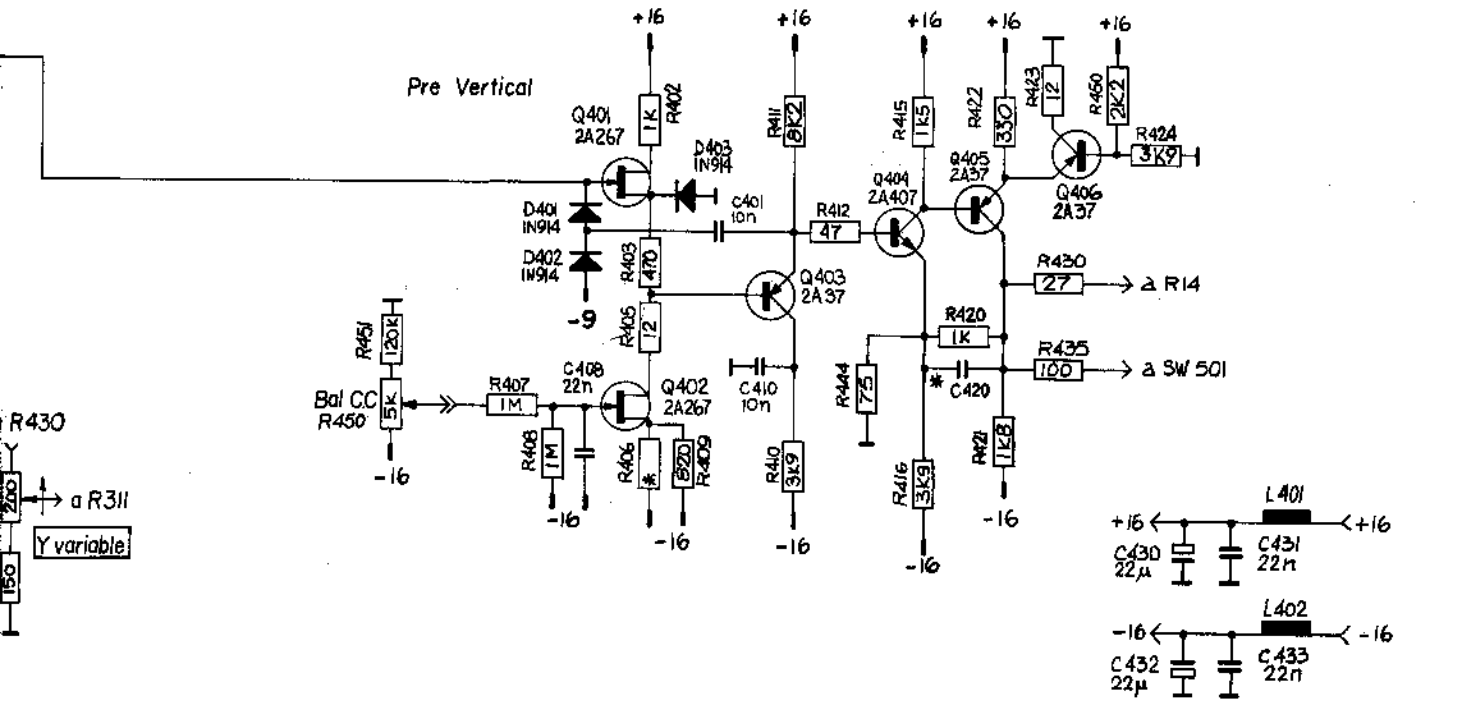 +16
+16
+16
+16
+16
Pre Vertical
Q401
2A267
1K
R402
R411
8K2
R415
1K5
R422
330
R423
12
R460
2K2
R424
3K9
D403
1N914
Q405
2A37
Q404
2A407
Q406
2A37
D401
1N914
C401
10n
R412
47
D402
1N914
R403
470
Q403
2A37
R430
27
a R14
-9
R405
12
R420
1K
R451
120K
R435
100
a SW 501
C408
22n
Q402
2A267
C410
10n
R444
75
*
C420
Bal C.C
R450
5K
R407
1M
R430
R408
1M
R406
*
820
R409
R410
3K9
R416
3K9
R421
1K8
-16
200
a R311
-16
-16
-16
-16
-16
Y variable
150
L401
+16
+16
C430
22µ
C431
22n
L402
-16
-16
C432
22µ
C433
22n